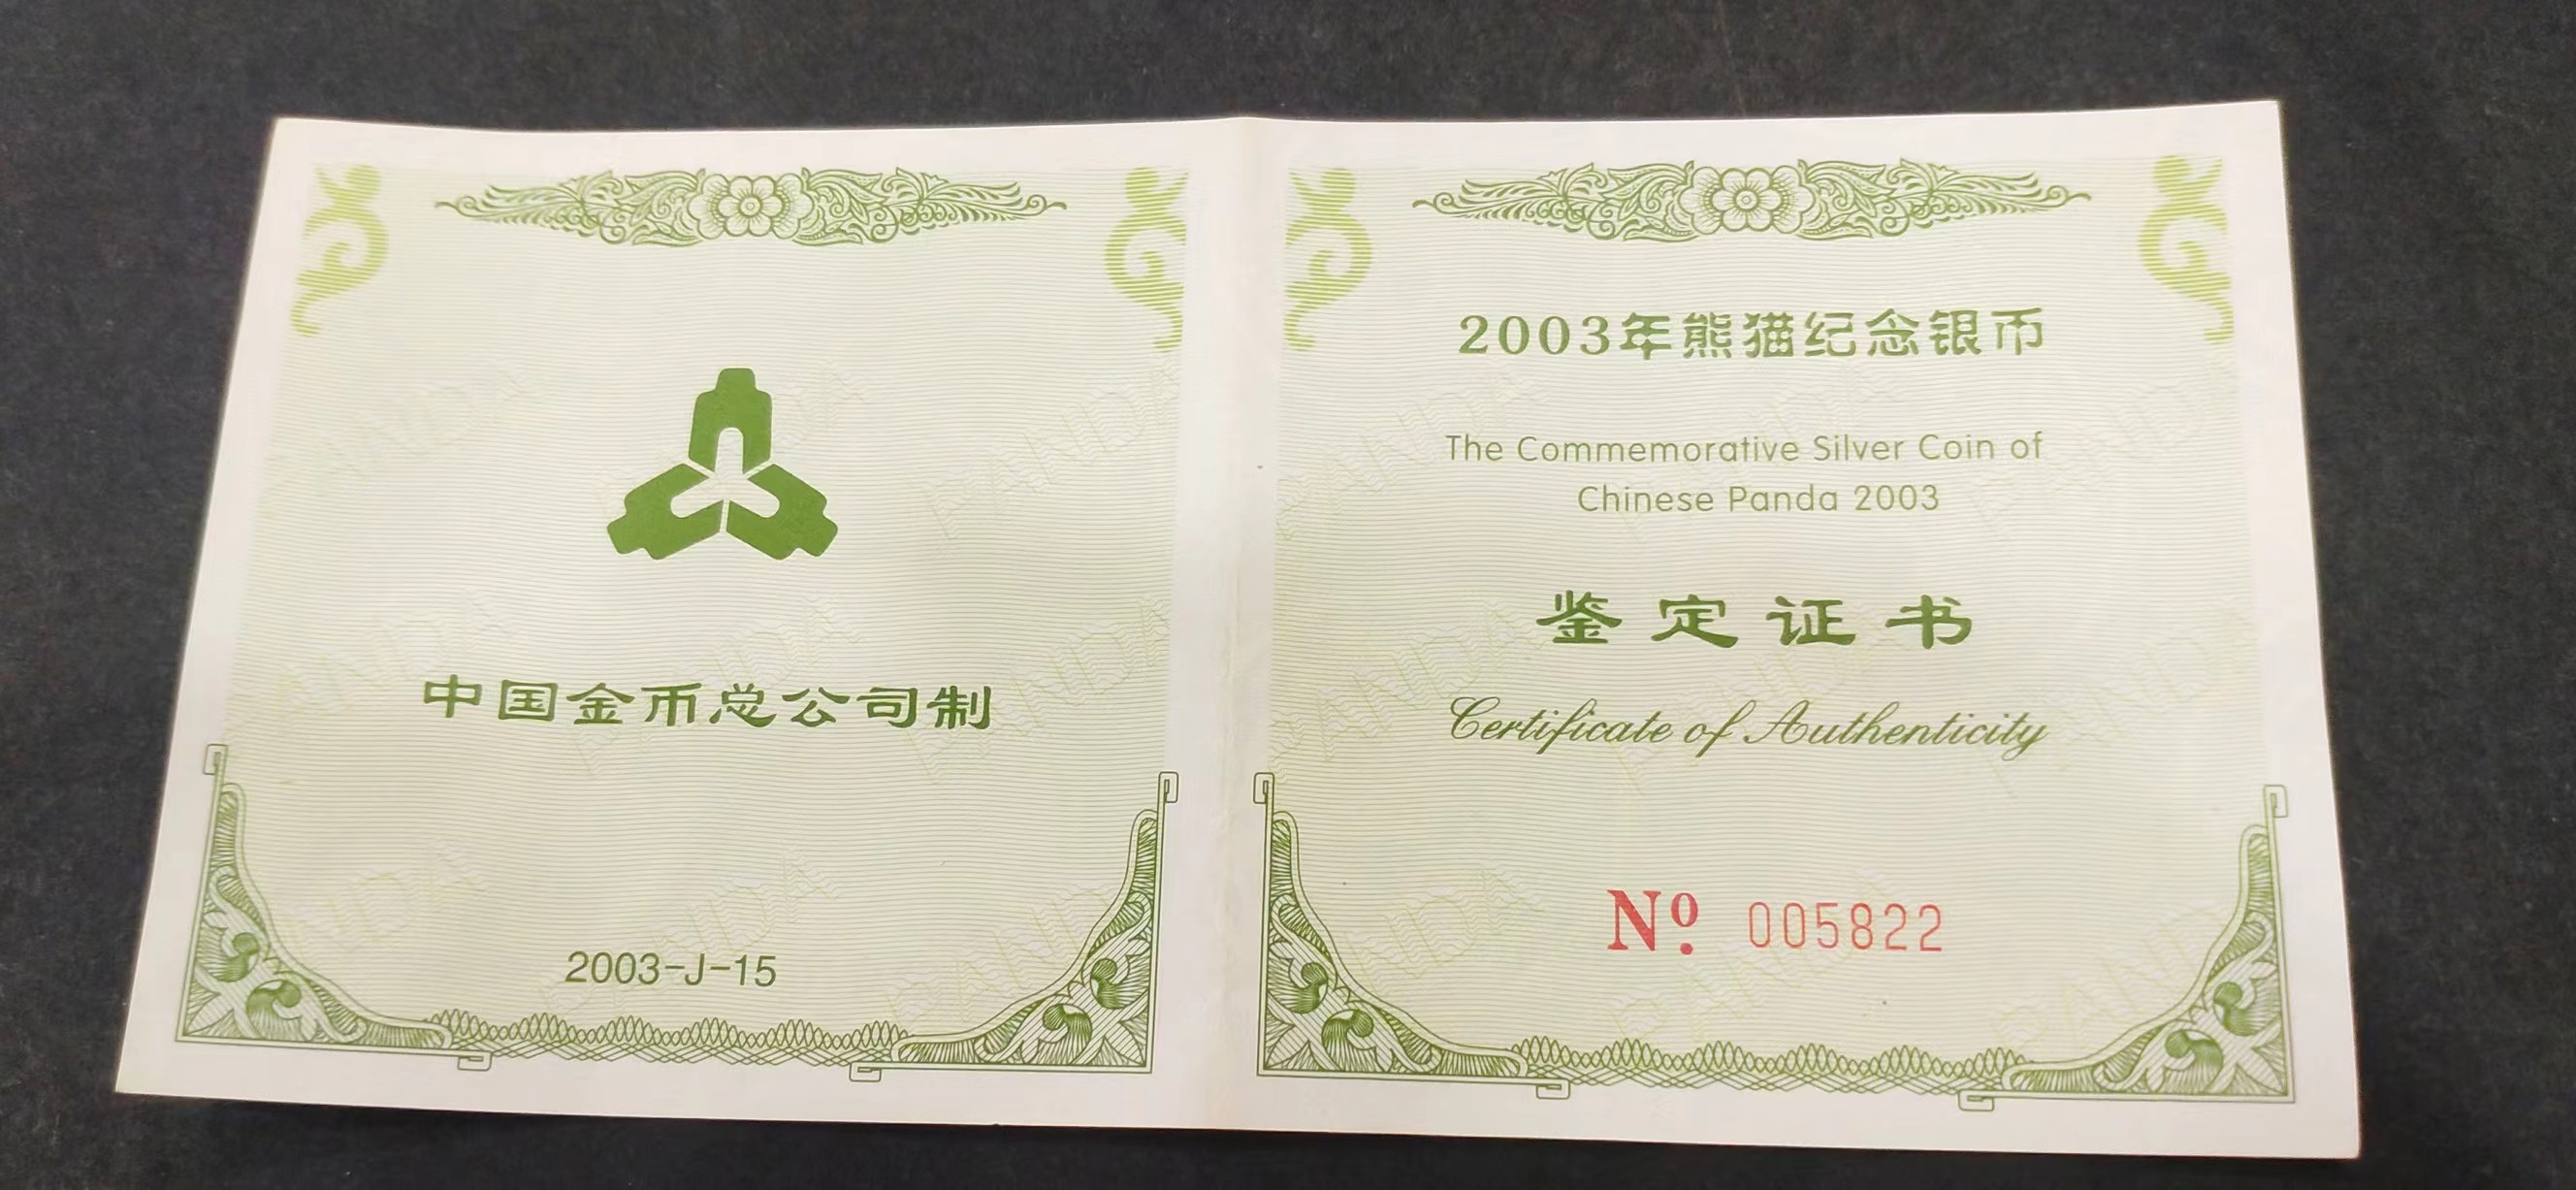 中国金币总公司制
2003-J-15
2003年熊猫纪念银币
The Commemorative Silver Coin of
Chinese Panda 2003
鉴定证书
Certificate of Authenticity
Nº 005822
PANDA